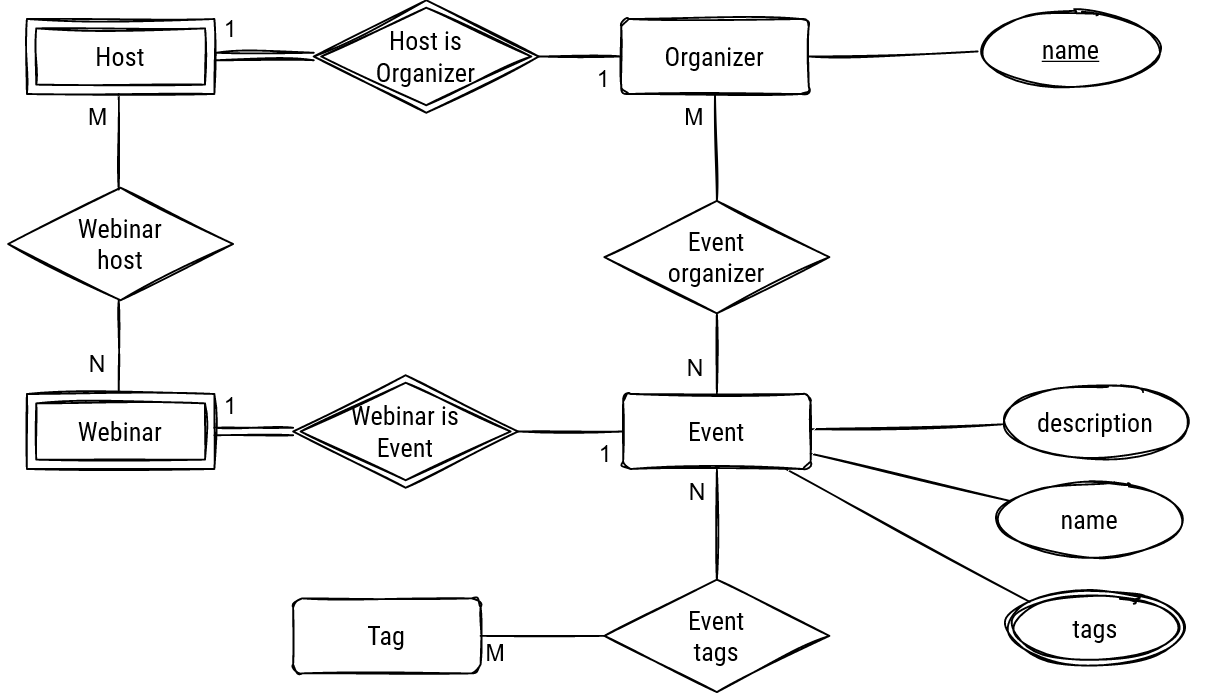 1
Host
Host is
Organizer
Organizer
name
1
M
M
Webinar
host
Event
organizer
N
N
1
Webinar
Webinar is
Event
Event
description
1
N
name
Tag
M
Event
tags
tags